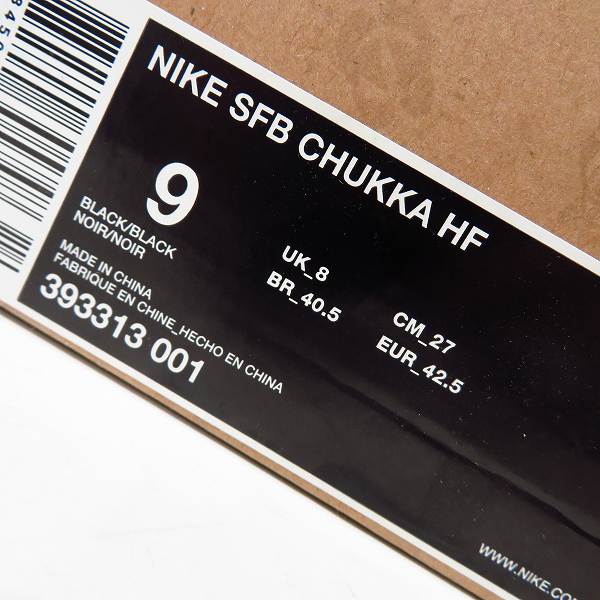 NIKE SFB CHUKKA HF
9
BLACK/BLACK
NOIR/NOIR
UK_8
BR_40.5
CM_27
EUR_42.5
MADE IN CHINA
FABRIQUE EN CHINE_HECHO EN CHINA
393313 001
WWW.NIKE.COM